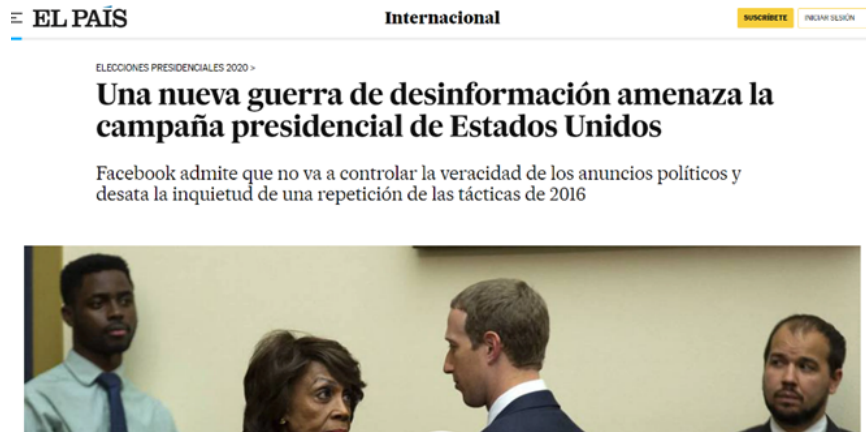 EL PAÍS
Internacional
SUSCRÍBETE
INICIAR SESIÓN
ELECCIONES PRESIDENCIALES 2020 >
Una nueva guerra de desinformación amenaza la
campaña presidencial de Estados Unidos
Facebook admite que no va a controlar la veracidad de los anuncios políticos y
desata la inquietud de una repetición de las tácticas de 2016